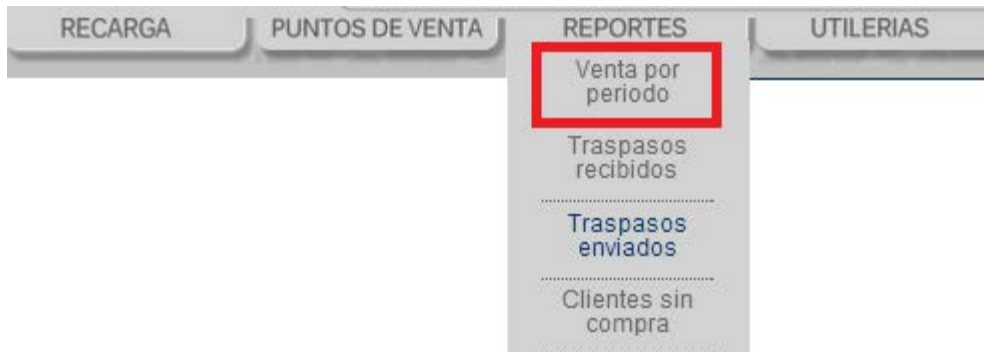 RECARGA
PUNTOS DE VENTA
REPORTES
UTILERIAS
Venta por
periodo
Traspasos
recibidos
Traspasos
enviados
Clientes sin
compra